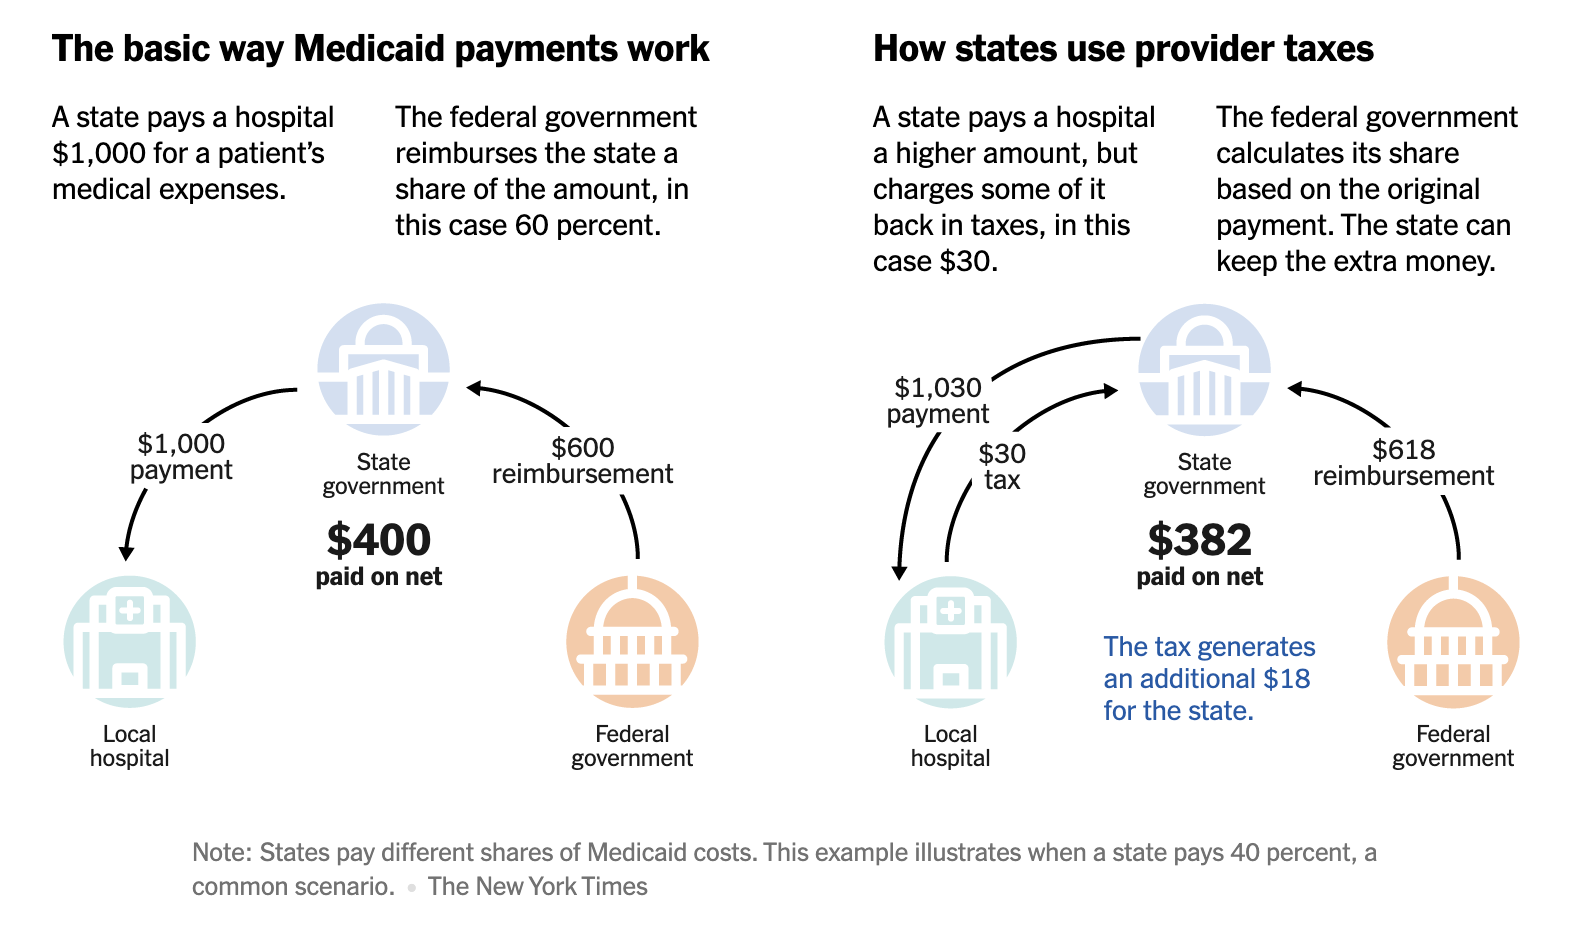 The basic way Medicaid payments work
A state pays a hospital
$1,000 for a patient’s
medical expenses.
The federal government
reimburses the state a
share of the amount, in
this case 60 percent.
$1,000
payment
State
government
$400
paid on net
$600
reimbursement
Local
hospital
Federal
government
How states use provider taxes
A state pays a hospital
a higher amount, but
charges some of it
back in taxes, in this
case $30.
The federal government
calculates its share
based on the original
payment. The state can
keep the extra money.
$1,030
payment
$30
tax
State
government
$382
paid on net
$618
reimbursement
The tax generates
an additional $18
for the state.
Local
hospital
Federal
government
Note: States pay different shares of Medicaid costs. This example illustrates when a state pays 40 percent, a
common scenario. • The New York Times